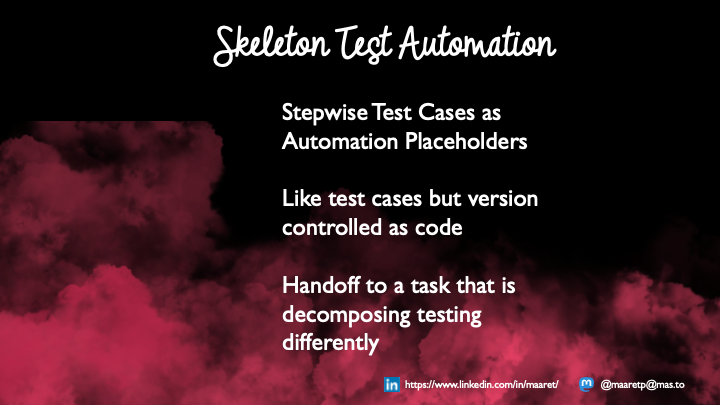 Skeleton Test Automation
Stepwise Test Cases as
Automation Placeholders
Like test cases but version
controlled as code
Handoff to a task that is
decomposing testing
differently
in https://www.linkedin.com/in/maaret/ m @maaretp@mas.to